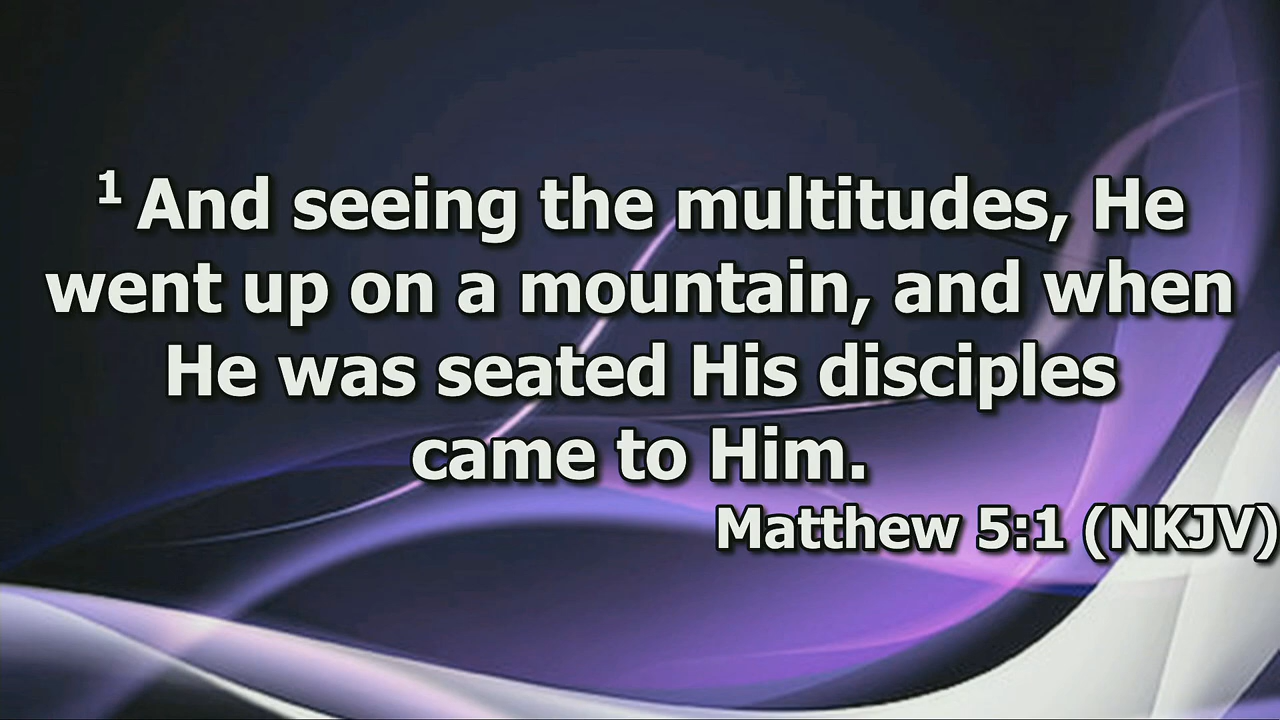 1 And seeing the multitudes, He
went up on a mountain, and when
He was seated His disciples
came to Him.
Matthew 5:1 (NKJV)